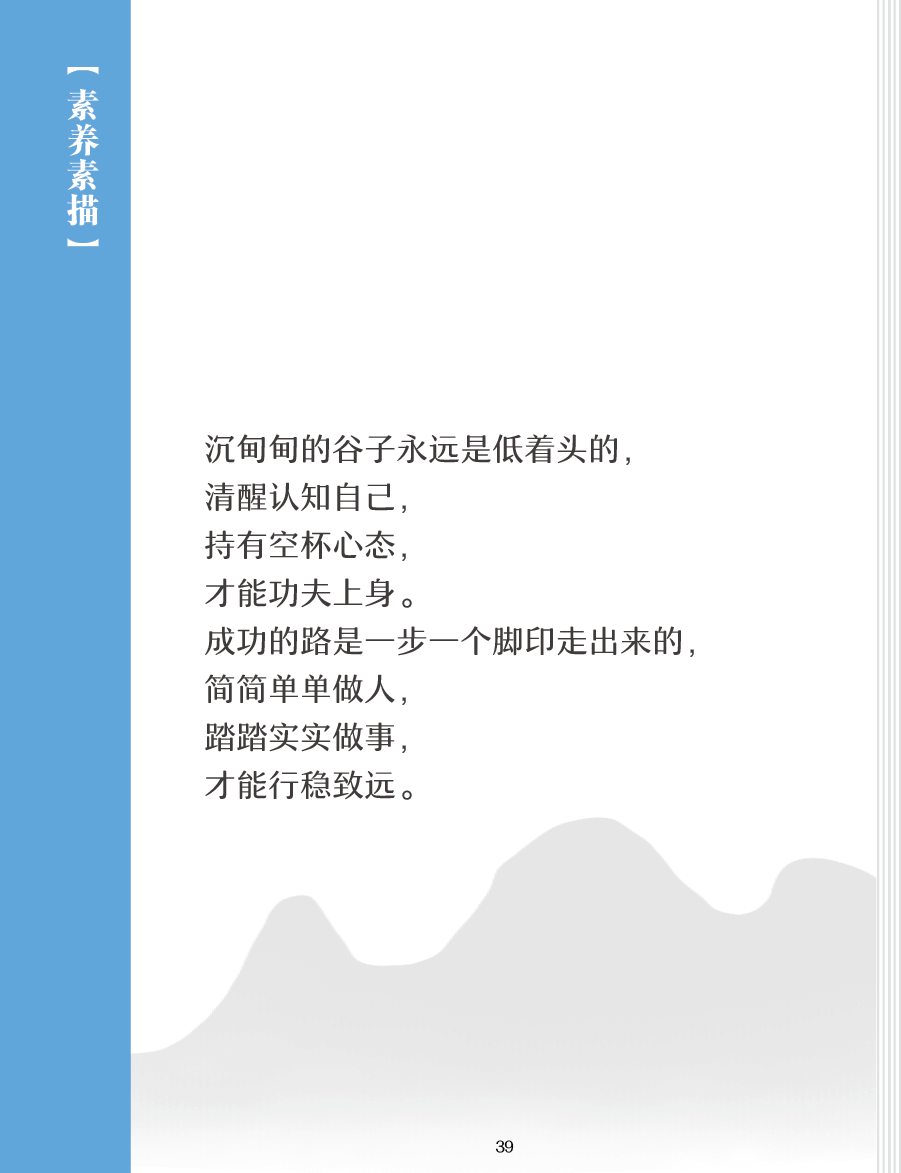 【素养素描】
沉甸甸的谷子永远是低着头的，
清醒认知自己，
持有空杯心态，
才能功夫上身。
成功的路是一步一个脚印走出来的，
简简单单做人，
踏踏实实做事，
才能行稳致远。
39